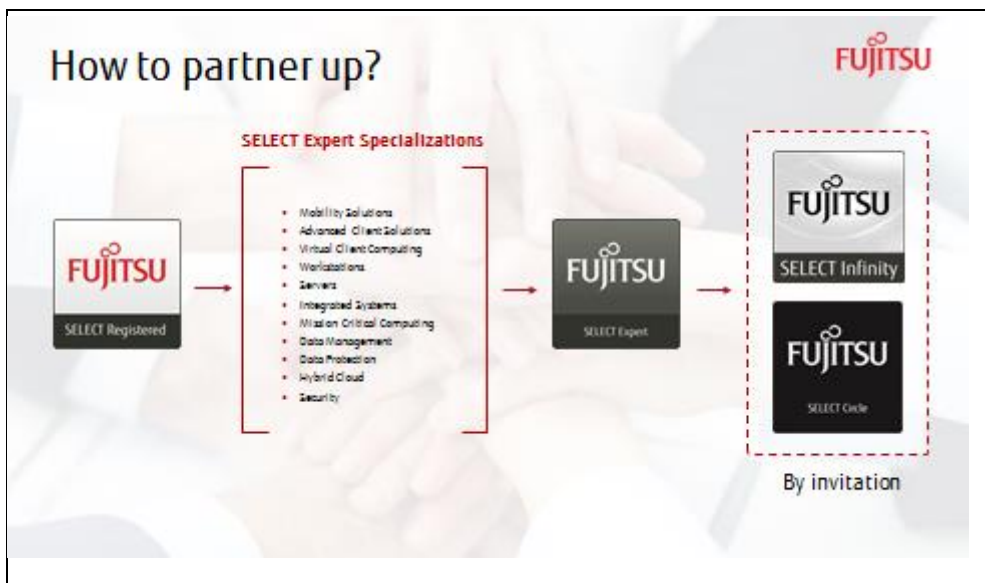 How to partner up?
FUJITSU
SELECT Expert Specializations
FUJITSU
SELECT Registered
Mobility Solutions
Advanced Client Solutions
Virtual Client Computing
Workstations
Servers
Integrated Systems
Mission Critical Computing
Data Management
Data Protection
Hybrid Cloud
Security
FUJITSU
SELECT Expert
FUJITSU
SELECT Infinity
FUJITSU
SELECT Circle
By invitation